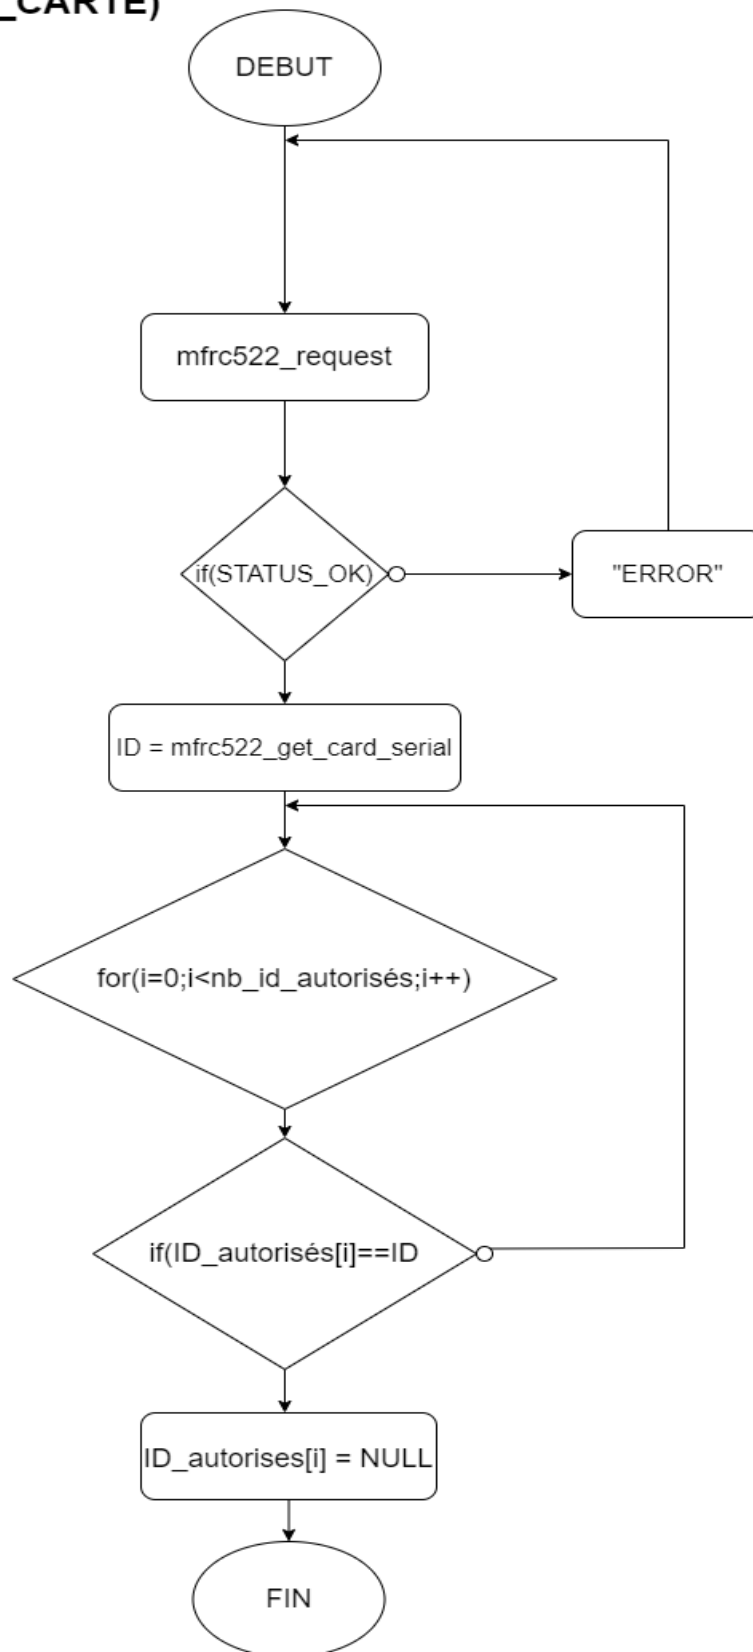 _CARTE)
DEBUT
mfrc522_request
if(STATUS_OK)
"ERROR"
ID = mfrc522_get_card_serial
for(i=0;i<nb_id_autorisés;i++)
if(ID_autorisés[i]==ID
ID_autorises[i] = NULL
FIN